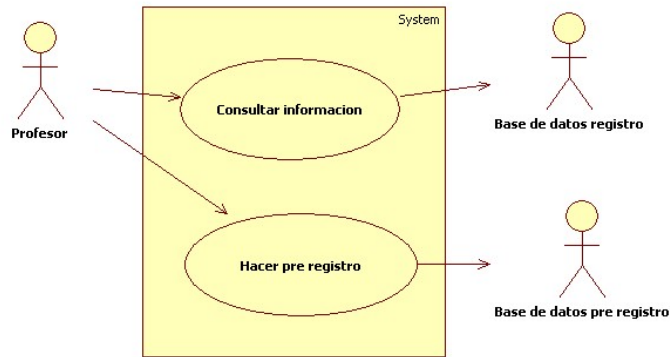 System
Profesor
Consultar informacion
Base de datos registro
Hacer pre registro
Base de datos pre registro